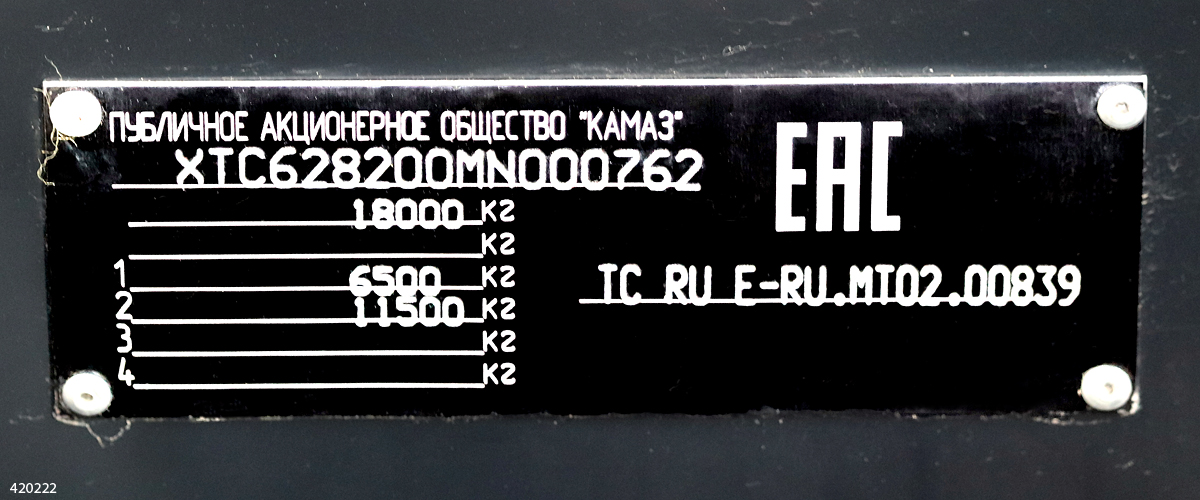 ПУБЛИЧНОЕ АКЦИОНЕРНОЕ ОБЩЕСТВО "КАМАЗ"
XTC628200MN000762
18000 кг
кг
1 6500 кг
2 11500 кг
3 кг
4 кг
EAC
TC RU E-RU.MT02.00839
420222